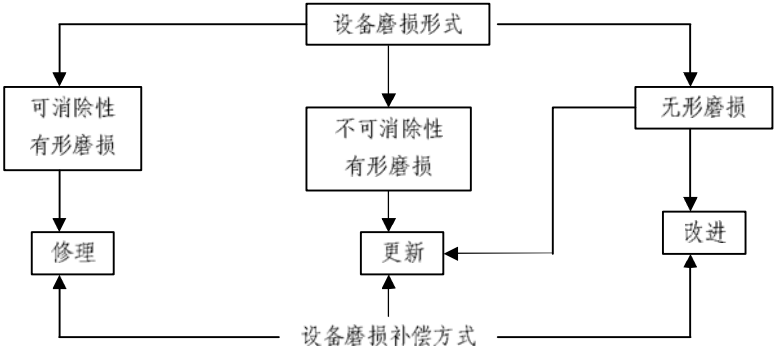 设备磨损形式
可消除性
有形磨损
不可消除性
有形磨损
无形磨损
修理
更新
改进
设备磨损补偿方式